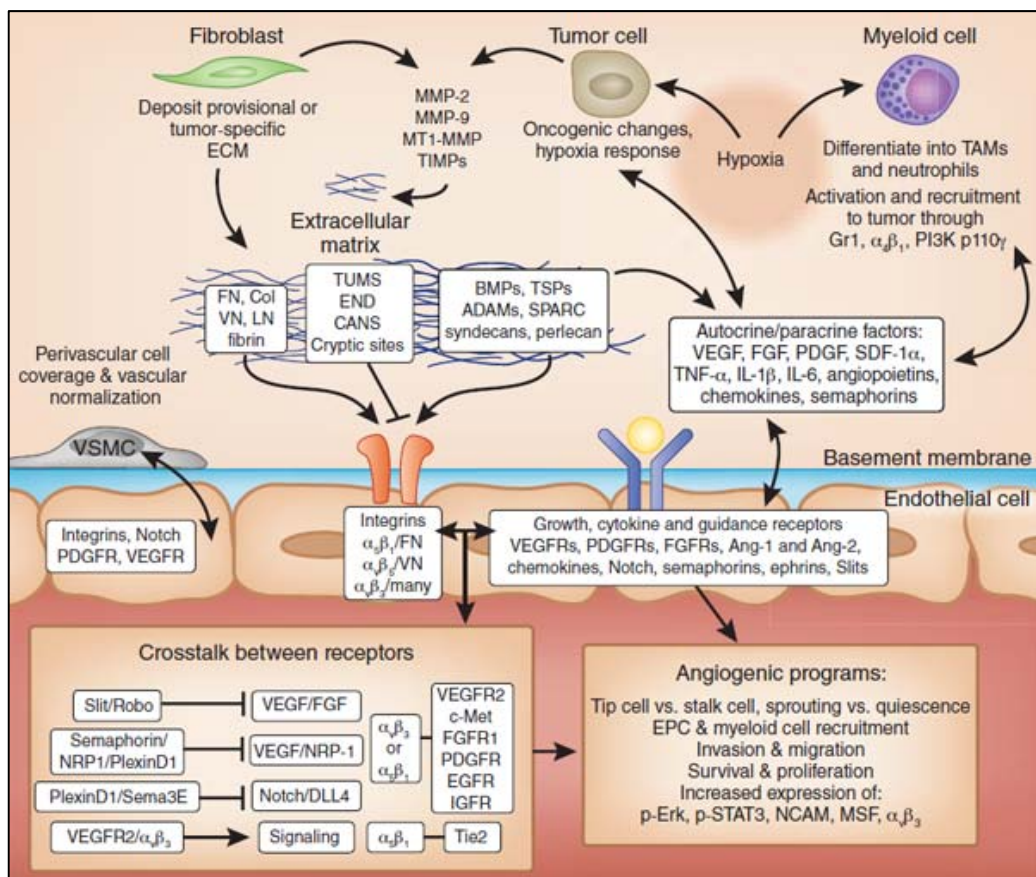 Fibroblast
Deposit provisional or
tumor-specific
ECM
MMP-2
MMP-9
MT1-MMP
TIMPs
Tumor cell
Oncogenic changes,
hypoxia response
Hypoxia
Myeloid cell
Differentiate into TAMs
and neutrophils
Activation and recruitment
to tumor through
Gr1, α₄β₁, PI3K p110γ
Extracellular
matrix
FN, Col
VN, LN
fibrin
TUMS
END
CANS
Cryptic sites
BMPs, TSPs
ADAMs, SPARC
syndecans, perlecan
Autocrine/paracrine factors:
VEGF, FGF, PDGF, SDF-1α,
TNF-α, IL-1β, IL-6, angiopoietins,
chemokines, semaphorins
Perivascular cell
coverage & vascular
normalization
VSMC
Basement membrane
Endothelial cell
Integrins, Notch
PDGFR, VEGFR
Integrins
α₅β₁/FN
αᵥβ₅/VN
αᵥβ₃/many
Growth, cytokine and guidance receptors
VEGFRs, PDGFRs, FGFRs, Ang-1 and Ang-2,
chemokines, Notch, semaphorins, ephrins, Slits
Crosstalk between receptors
Slit/Robo
VEGF/FGF
Semaphorin/
NRP1/PlexinD1
VEGF/NRP-1
PlexinD1/Sema3E
Notch/DLL4
VEGFR2/αᵥβ₃
Signaling
αᵥβ₃
or
α₅β₁
VEGFR2
c-Met
FGFR1
PDGFR
EGFR
IGFR
α₅β₁
Tie2
Angiogenic programs:
Tip cell vs. stalk cell, sprouting vs. quiescence
EPC & myeloid cell recruitment
Invasion & migration
Survival & proliferation
Increased expression of:
p-Erk, p-STAT3, NCAM, MSF, αᵥβ₃